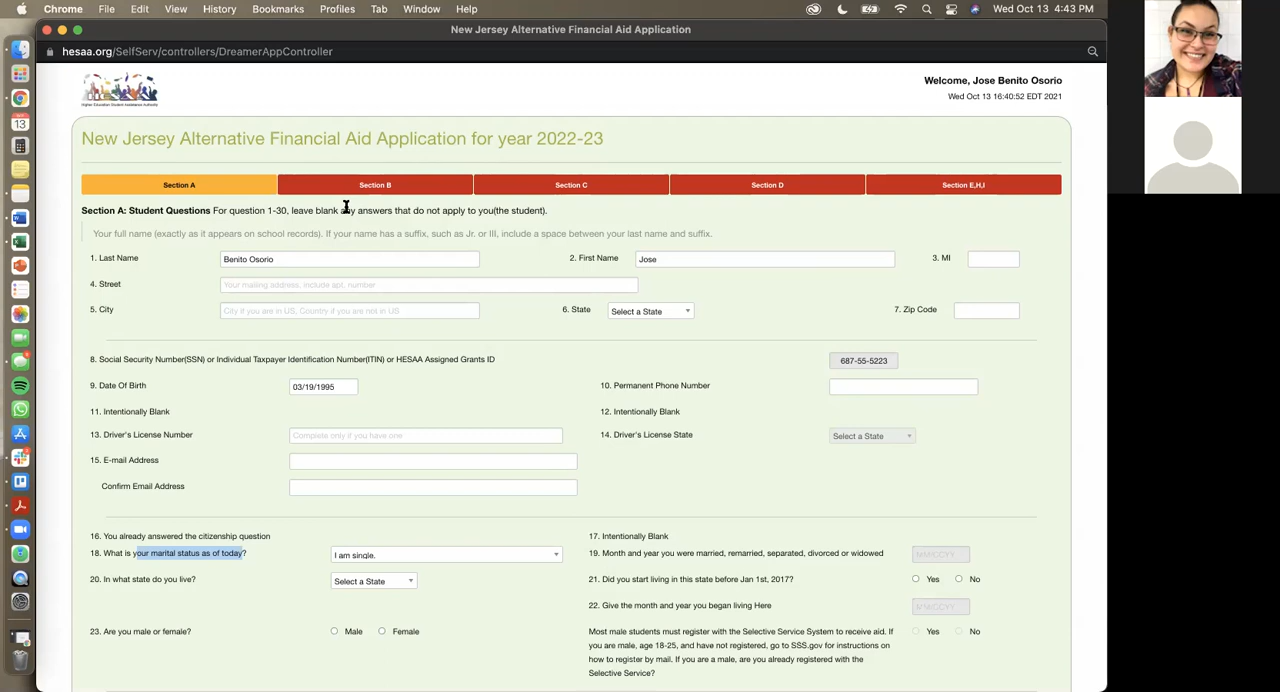 Chrome File Edit View History Bookmarks Profiles Tab Window Help Wed Oct 13 4:43 PM
New Jersey Alternative Financial Aid Application
hesaa.org/SelfServ/controllers/DreamerAppController
Higher Education Student Assistance Authority
Welcome, Jose Benito Osorio
Wed Oct 13 16:40:52 EDT 2021
New Jersey Alternative Financial Aid Application for year 2022-23
Section A Section B Section C Section D Section E,H,I
Section A: Student Questions For question 1-30, leave blank any answers that do not apply to you(the student).
Your full name (exactly as it appears on school records). If your name has a suffix, such as Jr. or III, include a space between your last name and suffix.
1. Last Name Benito Osorio 2. First Name Jose 3. MI
4. Street Your mailing address, include apt. number
5. City City if you are in US, Country if you are not in US 6. State Select a State 7. Zip Code
8. Social Security Number(SSN) or Individual Taxpayer Identification Number(ITIN) or HESAA Assigned Grants ID 687-55-5223
9. Date Of Birth 03/19/1995 10. Permanent Phone Number
11. Intentionally Blank 12. Intentionally Blank
13. Driver's License Number Complete only if you have one 14. Driver's License State Select a State
15. E-mail Address
Confirm Email Address
16. You already answered the citizenship question 17. Intentionally Blank
18. What is your marital status as of today? I am single. 19. Month and year you were married, remarried, separated, divorced or widowed MM/CCYY
20. In what state do you live? Select a State 21. Did you start living in this state before Jan 1st, 2017? Yes No
22. Give the month and year you began living Here MM/CCYY
23. Are you male or female? Male Female Most male students must register with the Selective Service System to receive aid. If Yes No
you are male, age 18-25, and have not registered, go to SSS.gov for instructions on
how to register by mail. If you are a male, are you already registered with the
Selective Service?